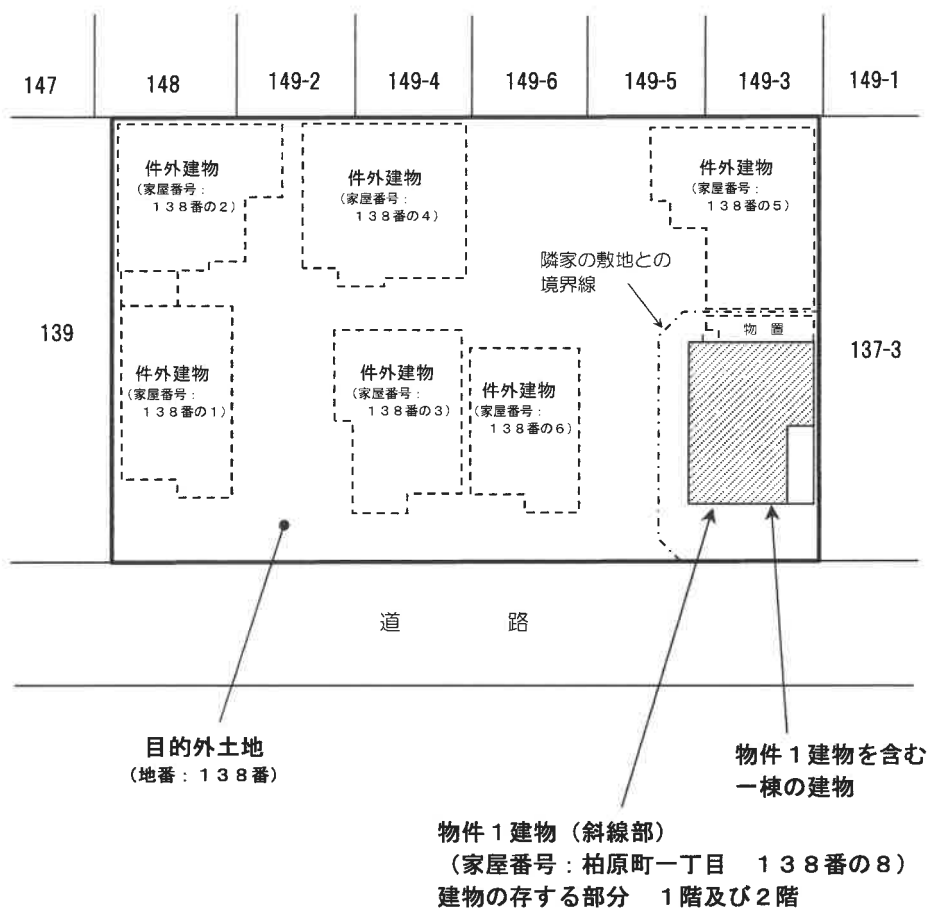 147
148
149-2
149-4
149-6
149-5
149-3
149-1
件外建物
（家屋番号：
138番の2）
件外建物
（家屋番号：
138番の4）
件外建物
（家屋番号：
138番の5）
隣家の敷地との
境界線
139
物置
137-3
件外建物
（家屋番号：
138番の1）
件外建物
（家屋番号：
138番の3）
件外建物
（家屋番号：
138番の6）
道路
目的外土地
（地番：138番）
物件1建物を含む
一棟の建物
物件1建物（斜線部）
（家屋番号：柏原町一丁目　138番の8）
建物の存する部分　1階及び2階